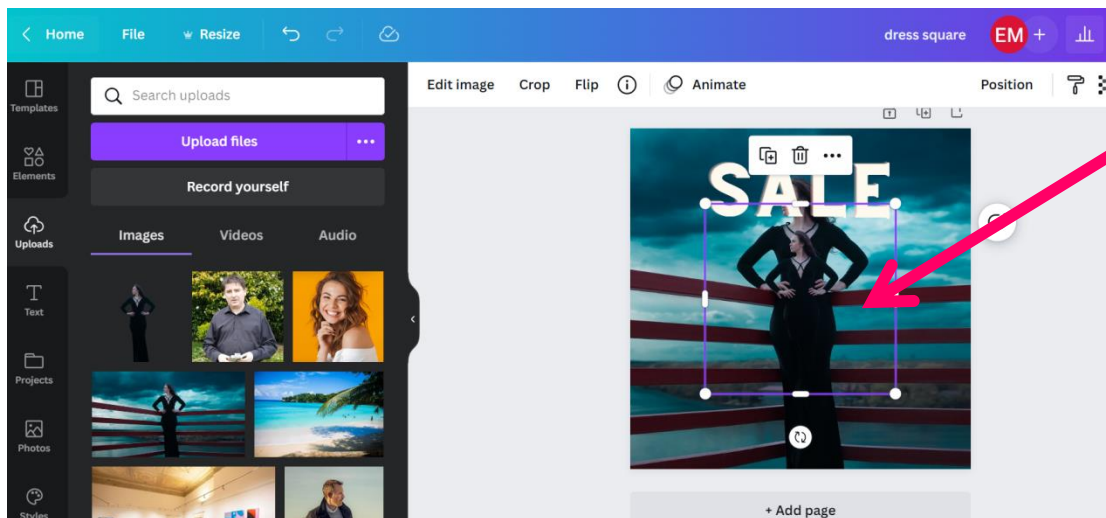 Home File Resize dress square EM +
Templates
Elements
Uploads
Text
Projects
Photos
Styles
Search uploads
Upload files
Record yourself
Images Videos Audio
Edit image Crop Flip Animate Position
SALE
+ Add page